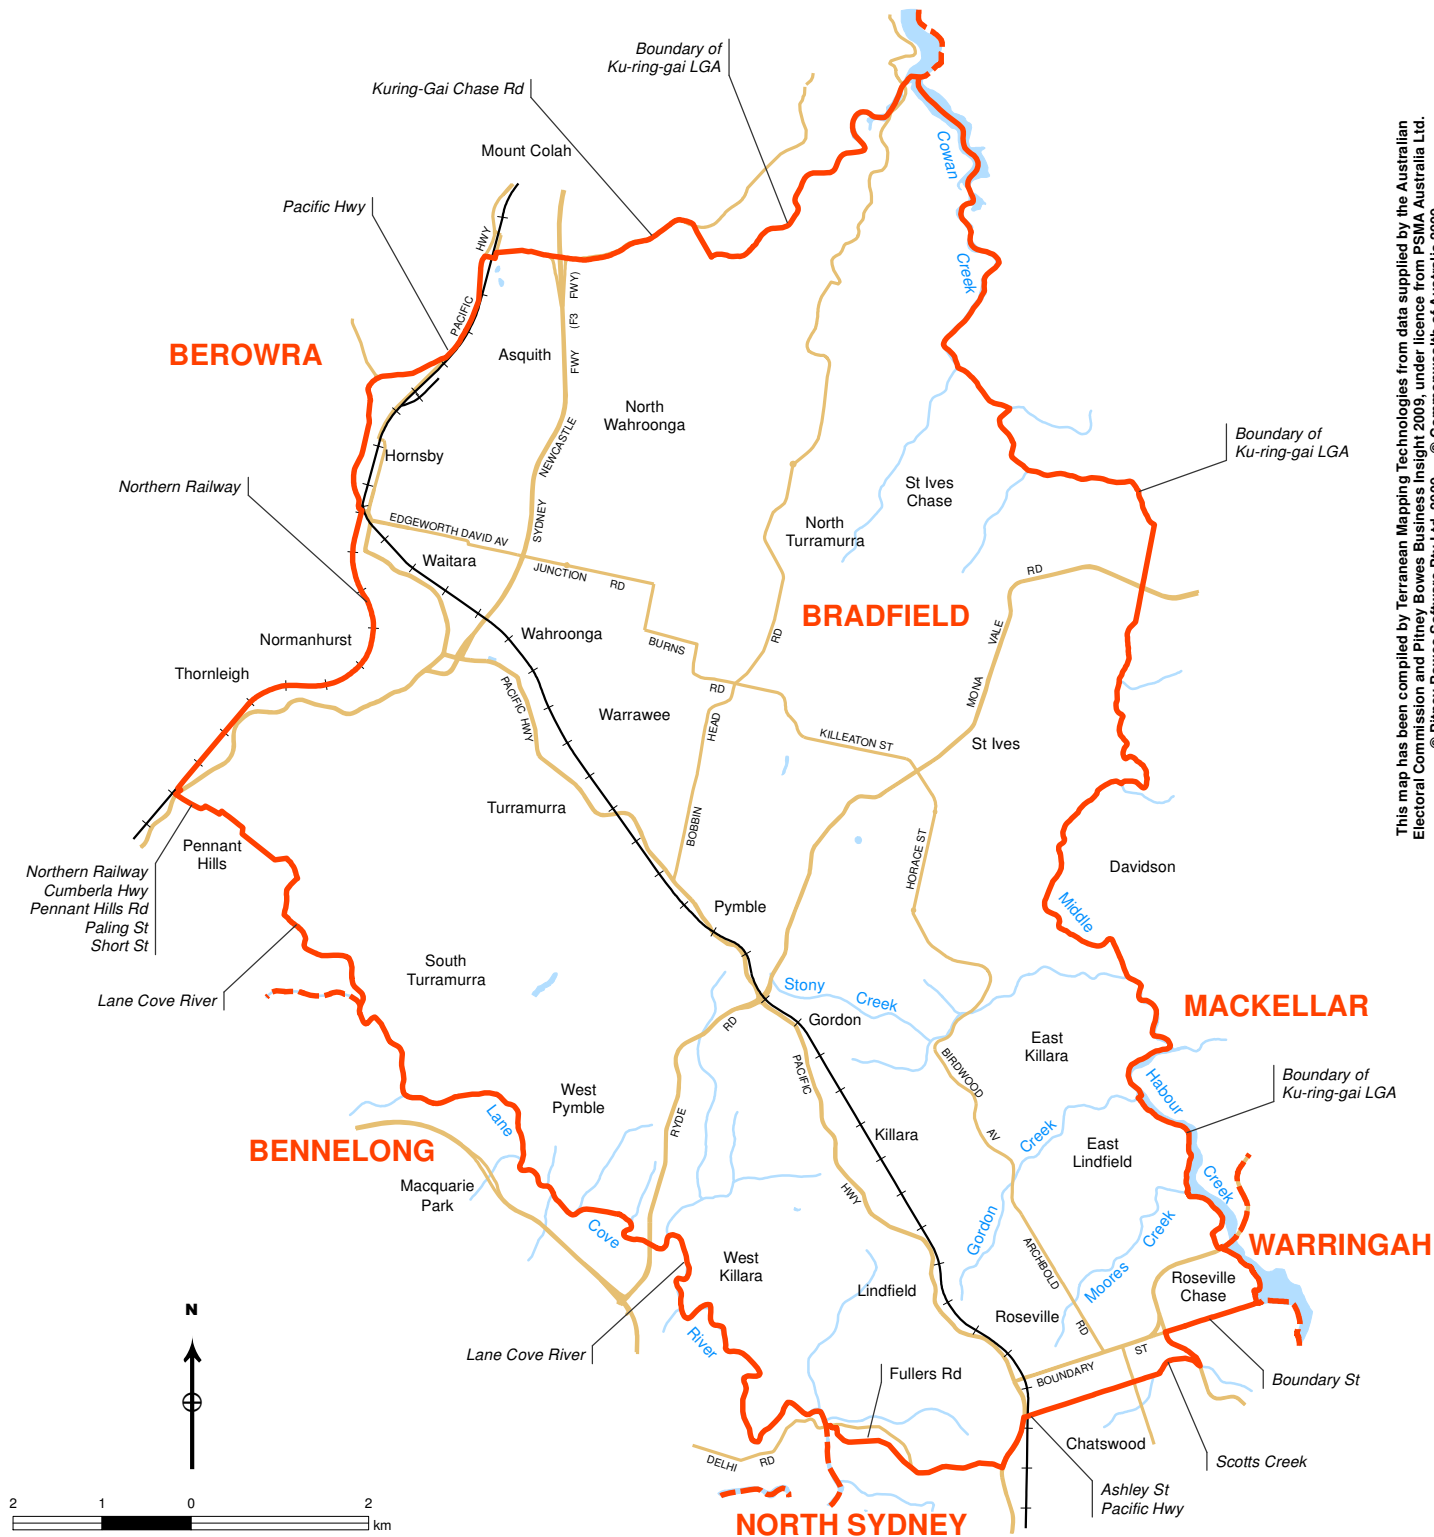 Boundary of
Ku-ring-gai LGA
Kuring-Gai Chase Rd
Mount Colah
Cowan
Creek
Pacific Hwy
HWY
PACIFIC
(F3 FWY)
FWY
NEWCASTLE
SYDNEY
BEROWRA
Asquith
North
Wahroonga
Hornsby
Boundary of
Ku-ring-gai LGA
Northern Railway
St Ives
Chase
EDGEWORTH DAVID AV
North
Turramurra
Waitara
JUNCTION RD
RD
VALE
MONA
BRADFIELD
Normanhurst
Wahroonga
BURNS
RD
RD
HEAD
BOBBIN
Thornleigh
PACIFIC HWY
Warrawee
KILLEATON ST
St Ives
Turramurra
HORACE ST
Pennant
Hills
Davidson
Northern Railway
Cumberla Hwy
Pennant Hills Rd
Paling St
Short St
Middle
Pymble
South
Turramurra
Lane Cove River
Stony
Creek
MACKELLAR
Gordon
RD
RYDE
East
Killara
BIRDWOOD
AV
PACIFIC
HWY
Boundary of
Ku-ring-gai LGA
Habour
Creek
West
Pymble
Lane
Creek
Gordon
Killara
East
Lindfield
BENNELONG
Macquarie
Park
Cove
Creek
Moores
ARCHBOLD
RD
WARRINGAH
West
Killara
Lindfield
Roseville
Chase
N
Roseville
River
Lane Cove River
BOUNDARY ST
Fullers Rd
Boundary St
Chatswood
DELHI RD
Scotts Creek
Ashley St
Pacific Hwy
2 1 0 2
km
NORTH SYDNEY
This map has been compiled by Terranean Mapping Technologies from data supplied by the Australian
Electoral Commission and Pitney Bowes Business Insight 2009, under licence from PSMA Australia Ltd.